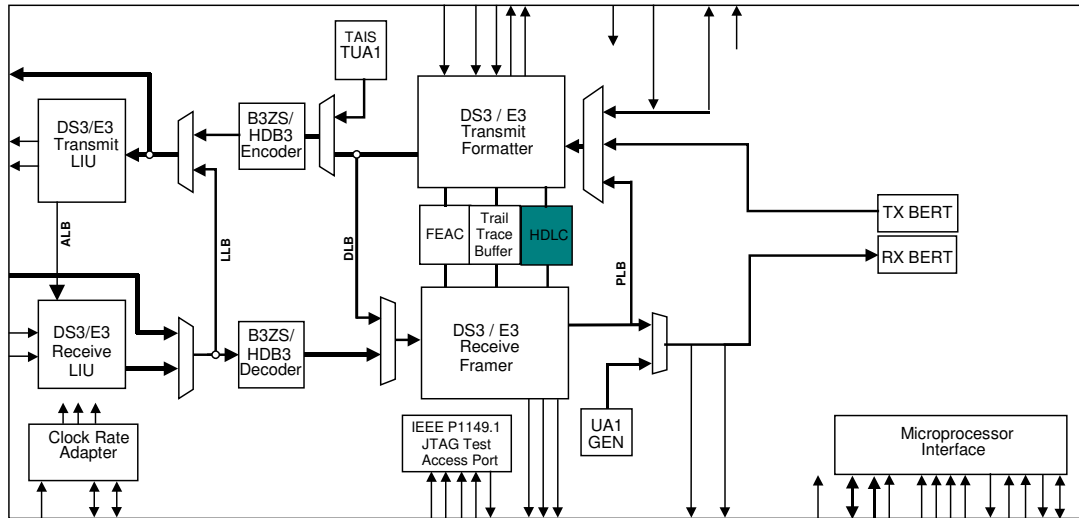 TAIS
TUA1
DS3/E3
Transmit
LIU
B3ZS/
HDB3
Encoder
DS3 / E3
Transmit
Formatter
TX BERT
RX BERT
FEAC
Trail
Trace
Buffer
HDLC
ALB
LLB
DLB
PLB
DS3/E3
Receive
LIU
B3ZS/
HDB3
Decoder
DS3 / E3
Receive
Framer
UA1
GEN
Clock Rate
Adapter
IEEE P1149.1
JTAG Test
Access Port
Microprocessor
Interface